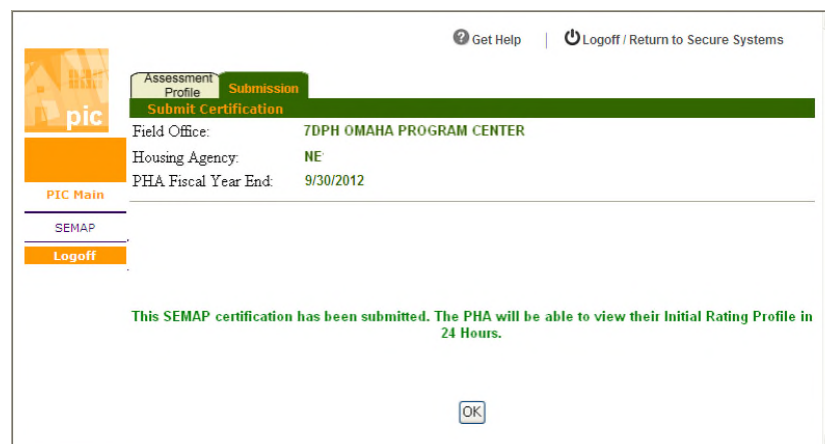 Get Help | Logoff / Return to Secure Systems
pic
Assessment
Profile
Submission
Submit Certification
Field Office: 7DPH OMAHA PROGRAM CENTER
Housing Agency: NE
PHA Fiscal Year End: 9/30/2012
PIC Main
SEMAP
Logoff
This SEMAP certification has been submitted. The PHA will be able to view their Initial Rating Profile in
24 Hours.
OK